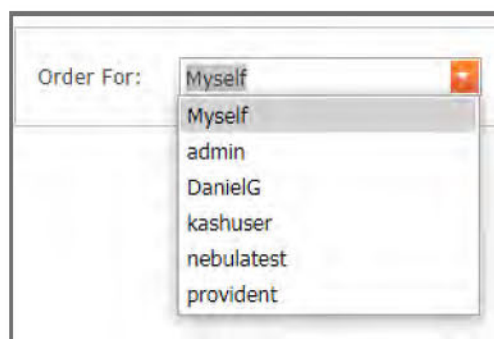 Order For: Myself
Myself
admin
DanielG
kashuser
nebulatest
provident